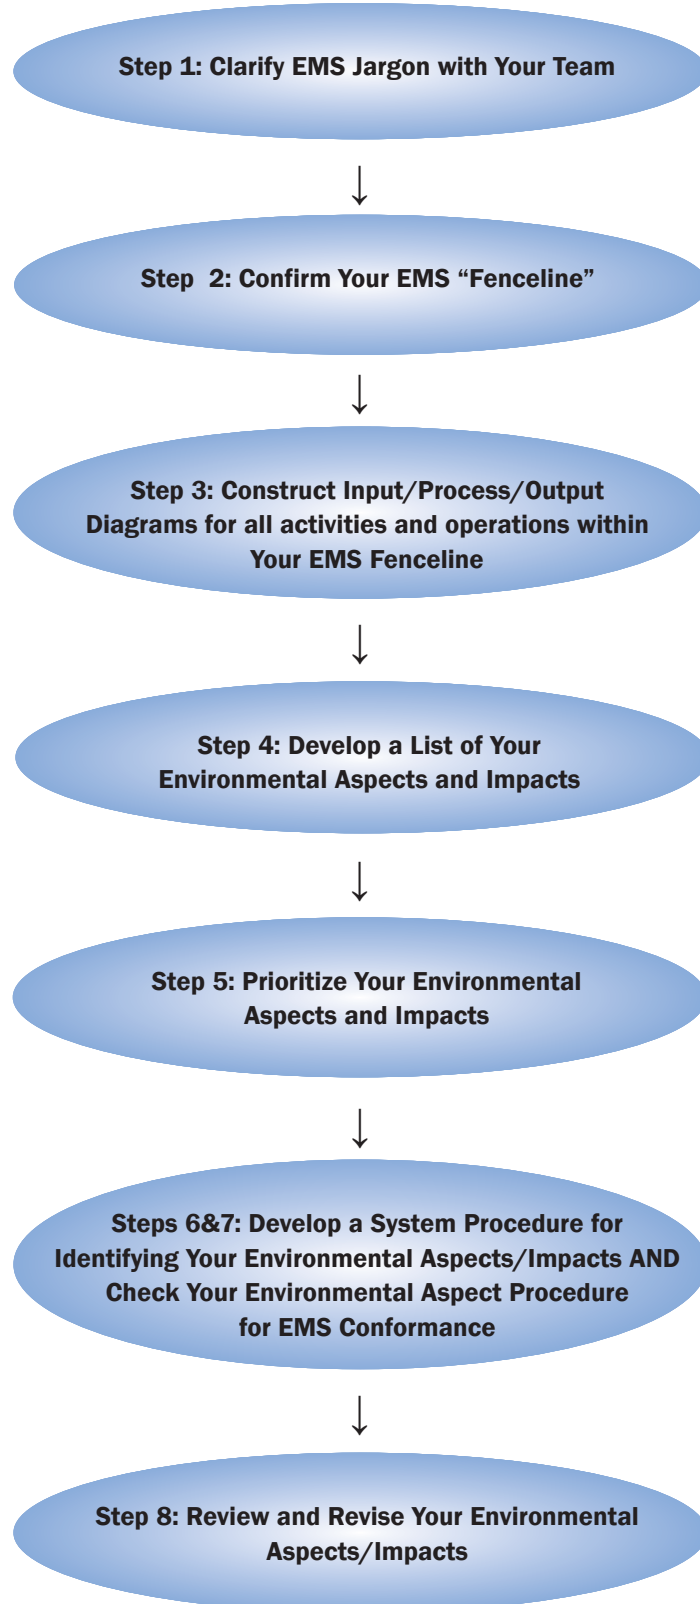 Step 1: Clarify EMS Jargon with Your Team
↓
Step  2: Confirm Your EMS “Fenceline”
↓
Step 3: Construct Input/Process/Output
Diagrams for all activities and operations within
Your EMS Fenceline
↓
Step 4: Develop a List of Your
Environmental Aspects and Impacts
↓
Step 5: Prioritize Your Environmental
Aspects and Impacts
↓
Steps 6&7: Develop a System Procedure for
Identifying Your Environmental Aspects/Impacts AND
Check Your Environmental Aspect Procedure
for EMS Conformance
↓
Step 8: Review and Revise Your Environmental
Aspects/Impacts